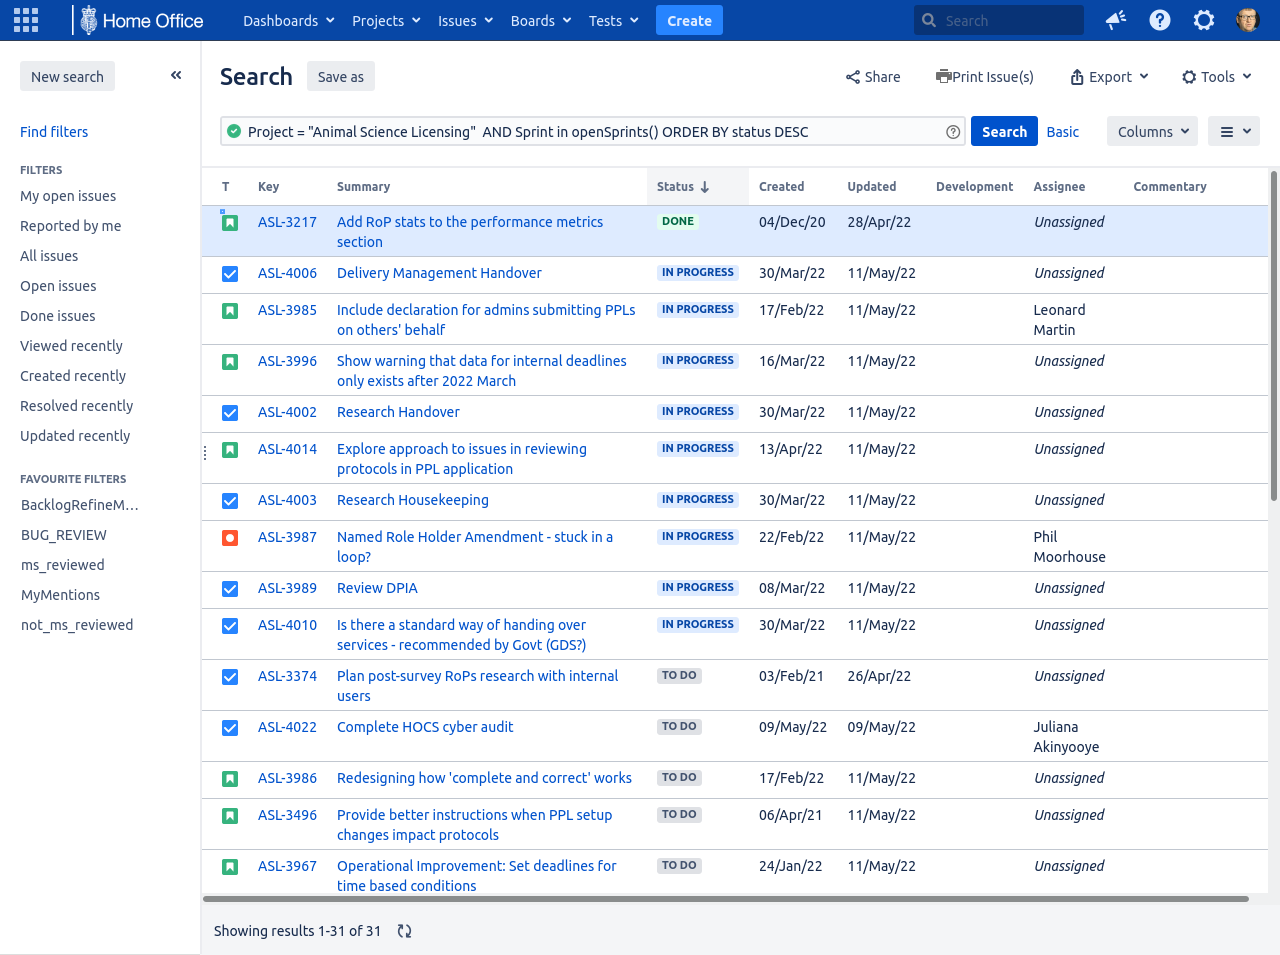 Home Office Dashboards Projects Issues Boards Tests Create Search
New search
Search Save as Share Print Issue(s) Export Tools
Find filters
Project = "Animal Science Licensing"  AND Sprint in openSprints() ORDER BY status DESC Search Basic Columns
FILTERS
My open issues
Reported by me
All issues
Open issues
Done issues
Viewed recently
Created recently
Resolved recently
Updated recently
FAVOURITE FILTERS
BacklogRefineM...
BUG_REVIEW
ms_reviewed
MyMentions
not_ms_reviewed
T Key Summary Status Created Updated Development Assignee Commentary
ASL-3217 Add RoP stats to the performance metrics DONE 04/Dec/20 28/Apr/22 Unassigned
section
ASL-4006 Delivery Management Handover IN PROGRESS 30/Mar/22 11/May/22 Unassigned
ASL-3985 Include declaration for admins submitting PPLs IN PROGRESS 17/Feb/22 11/May/22 Leonard
on others' behalf Martin
ASL-3996 Show warning that data for internal deadlines IN PROGRESS 16/Mar/22 11/May/22 Unassigned
only exists after 2022 March
ASL-4002 Research Handover IN PROGRESS 30/Mar/22 11/May/22 Unassigned
ASL-4014 Explore approach to issues in reviewing IN PROGRESS 13/Apr/22 11/May/22 Unassigned
protocols in PPL application
ASL-4003 Research Housekeeping IN PROGRESS 30/Mar/22 11/May/22 Unassigned
ASL-3987 Named Role Holder Amendment - stuck in a IN PROGRESS 22/Feb/22 11/May/22 Phil
loop? Moorhouse
ASL-3989 Review DPIA IN PROGRESS 08/Mar/22 11/May/22 Unassigned
ASL-4010 Is there a standard way of handing over IN PROGRESS 30/Mar/22 11/May/22 Unassigned
services - recommended by Govt (GDS?)
ASL-3374 Plan post-survey RoPs research with internal TO DO 03/Feb/21 26/Apr/22 Unassigned
users
ASL-4022 Complete HOCS cyber audit TO DO 09/May/22 09/May/22 Juliana
Akinyooye
ASL-3986 Redesigning how 'complete and correct' works TO DO 17/Feb/22 11/May/22 Unassigned
ASL-3496 Provide better instructions when PPL setup TO DO 06/Apr/21 11/May/22 Unassigned
changes impact protocols
ASL-3967 Operational Improvement: Set deadlines for TO DO 24/Jan/22 11/May/22 Unassigned
time based conditions
Showing results 1-31 of 31